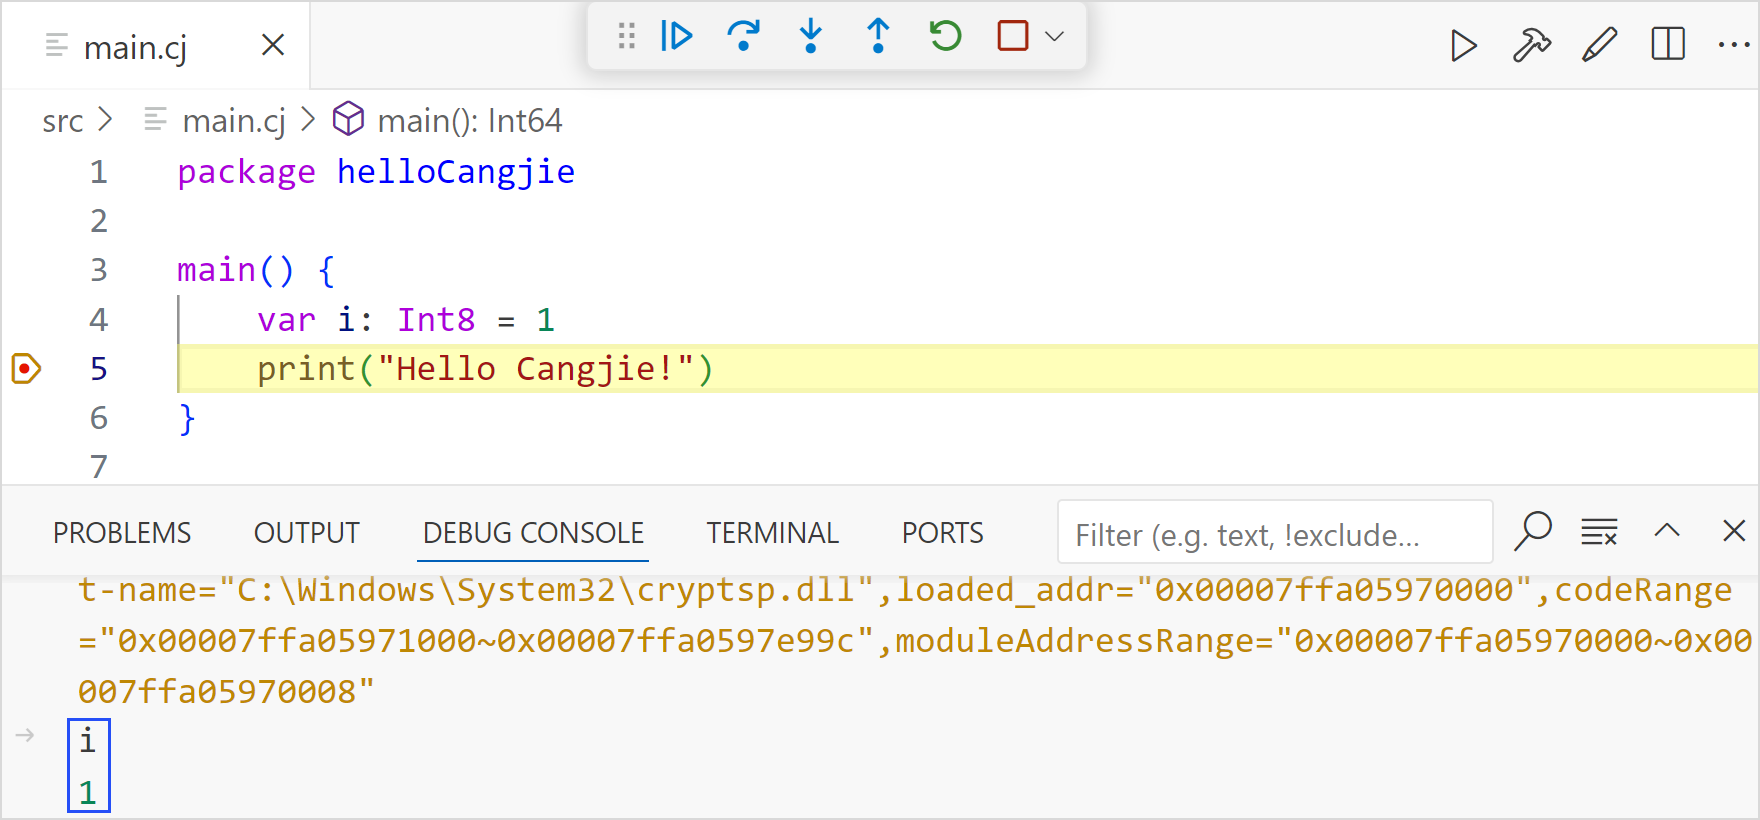 main.cj
src > main.cj > main(): Int64
1 package helloCangjie
2
3 main() {
4     var i: Int8 = 1
5     print("Hello Cangjie!")
6 }
7
PROBLEMS OUTPUT DEBUG CONSOLE TERMINAL PORTS Filter (e.g. text, !exclude...
t-name="C:\Windows\System32\cryptsp.dll",loaded_addr="0x00007ffa05970000",codeRange
="0x00007ffa05971000~0x00007ffa0597e99c",moduleAddressRange="0x00007ffa05970000~0x00
007ffa05970008"
i
1